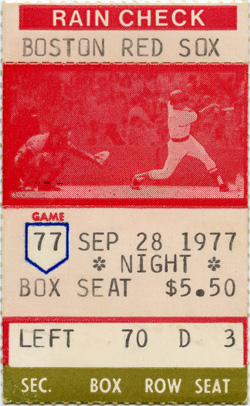 RAIN CHECK
BOSTON RED SOX
GAME
77 SEP 28 1977
* NIGHT *
BOX SEAT $5.50
LEFT 70 D 3
SEC. BOX ROW SEAT